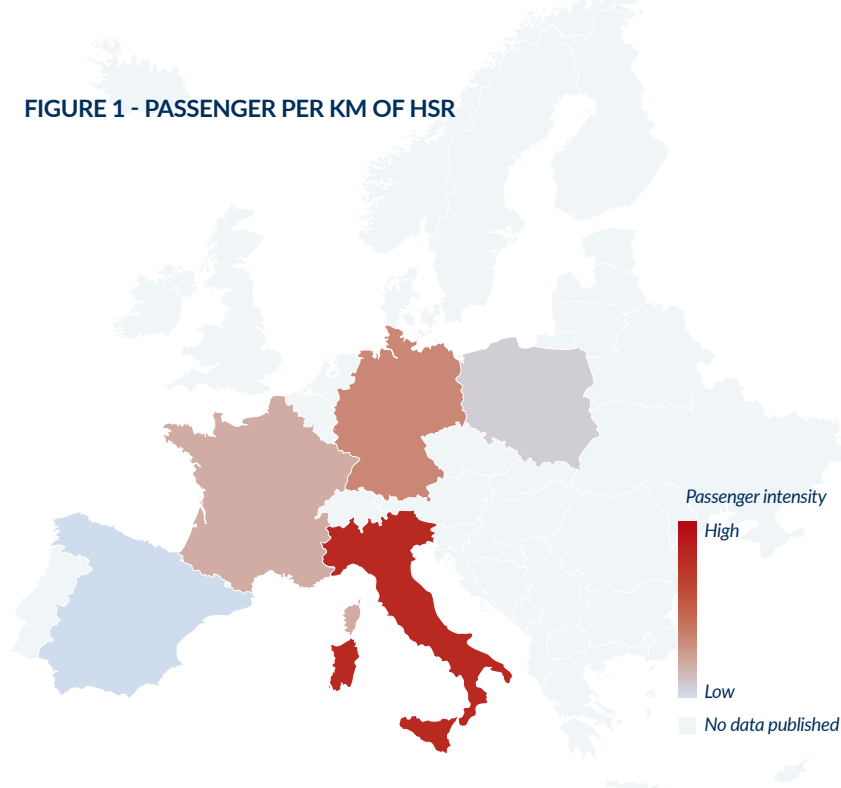 FIGURE 1 - PASSENGER PER KM OF HSR
Passenger intensity
High
Low
No data published